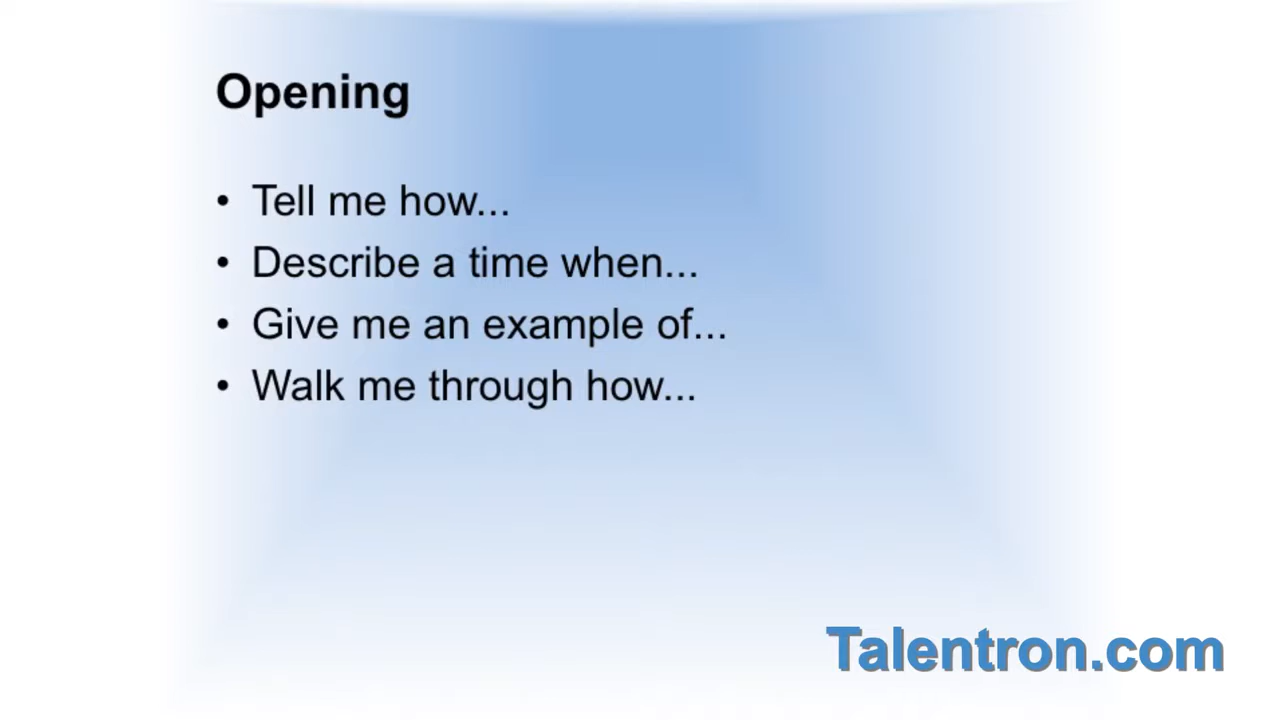 Opening
• Tell me how...
• Describe a time when...
• Give me an example of...
• Walk me through how...
Talentron.com